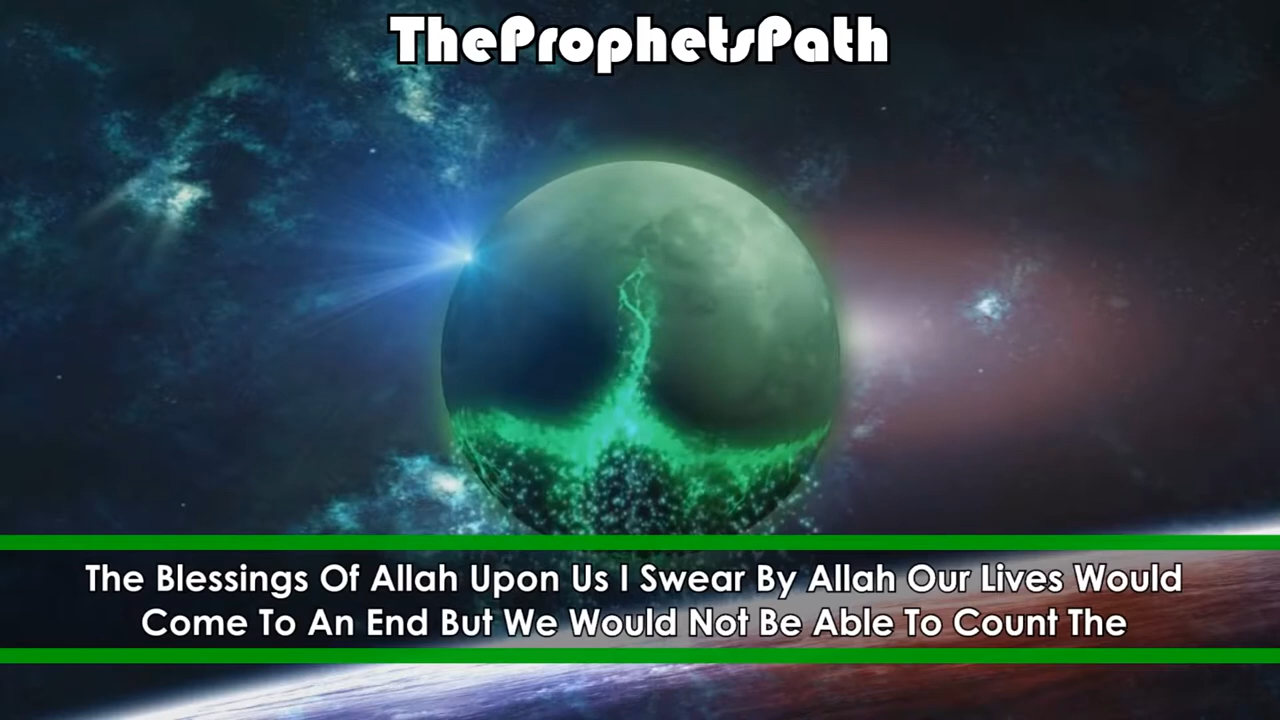 TheProphetsPath
The Blessings Of Allah Upon Us I Swear By Allah Our Lives Would
Come To An End But We Would Not Be Able To Count The